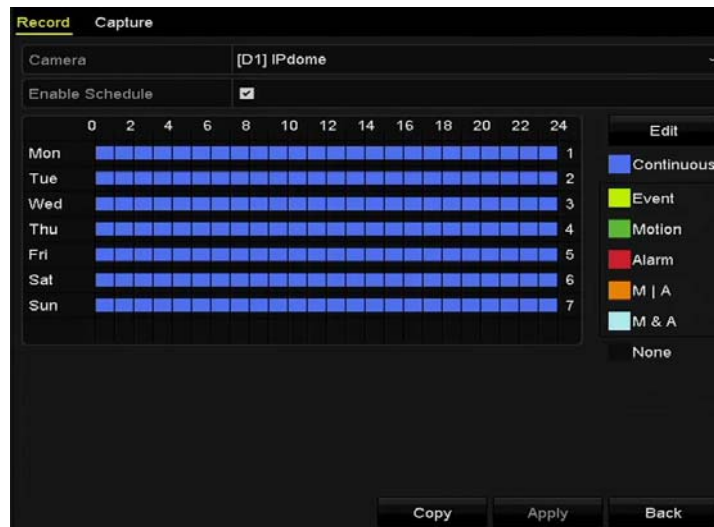 Record Capture
Camera [D1] IPdome
Enable Schedule
0 2 4 6 8 10 12 14 16 18 20 22 24
Edit
Mon 1
Continuous
Tue 2
Wed 3
Event
Thu 4
Motion
Fri 5
Alarm
Sat 6
M | A
Sun 7
M & A
None
Copy Apply Back